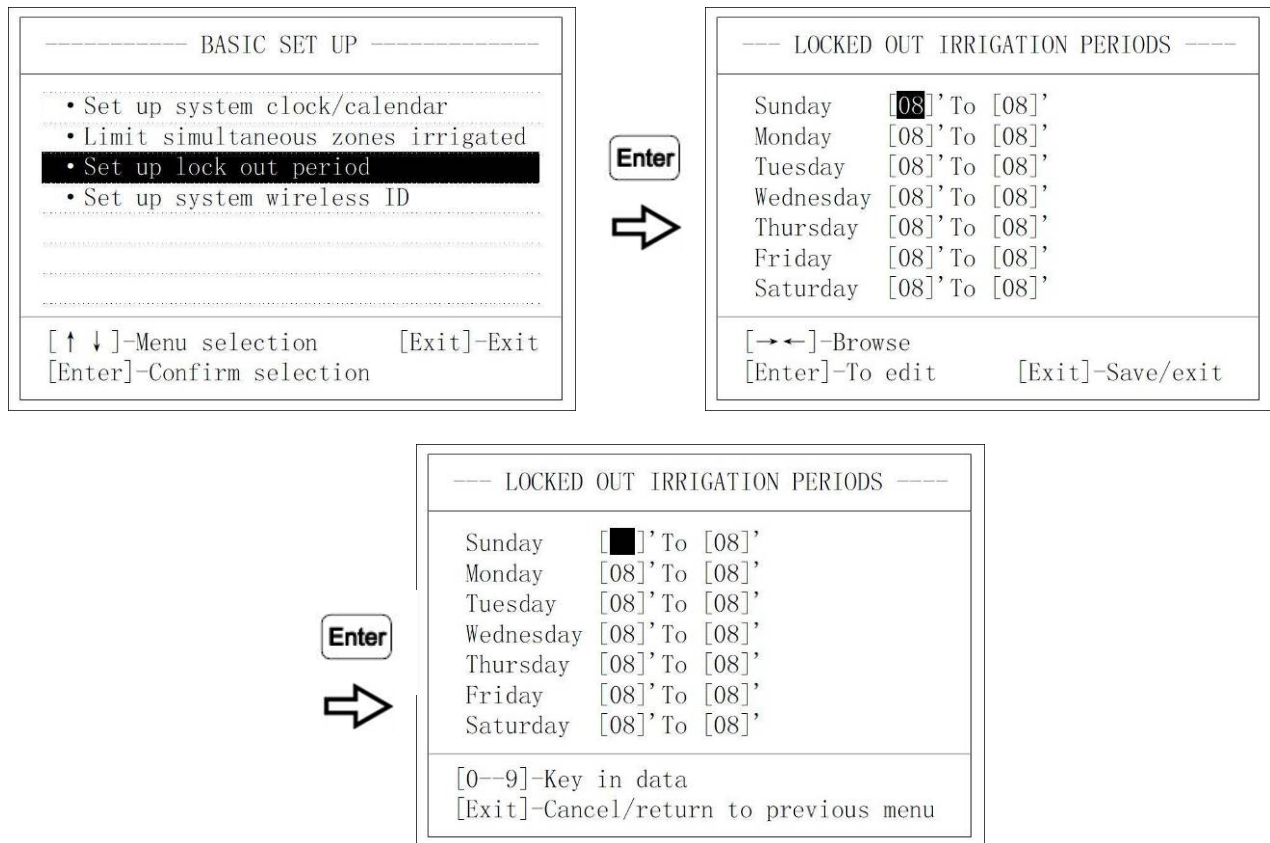 ----------- BASIC SET UP -------------
• Set up system clock/calendar
• Limit simultaneous zones irrigated
• Set up lock out period
• Set up system wireless ID
[↑ ↓]-Menu selection [Exit]-Exit
[Enter]-Confirm selection
Enter
--- LOCKED OUT IRRIGATION PERIODS ----
Sunday [08]'To [08]'
Monday [08]'To [08]'
Tuesday [08]'To [08]'
Wednesday [08]'To [08]'
Thursday [08]'To [08]'
Friday [08]'To [08]'
Saturday [08]'To [08]'
[→←]-Browse
[Enter]-To edit [Exit]-Save/exit
Enter
--- LOCKED OUT IRRIGATION PERIODS ----
Sunday [ ]'To [08]'
Monday [08]'To [08]'
Tuesday [08]'To [08]'
Wednesday [08]'To [08]'
Thursday [08]'To [08]'
Friday [08]'To [08]'
Saturday [08]'To [08]'
[0--9]-Key in data
[Exit]-Cancel/return to previous menu